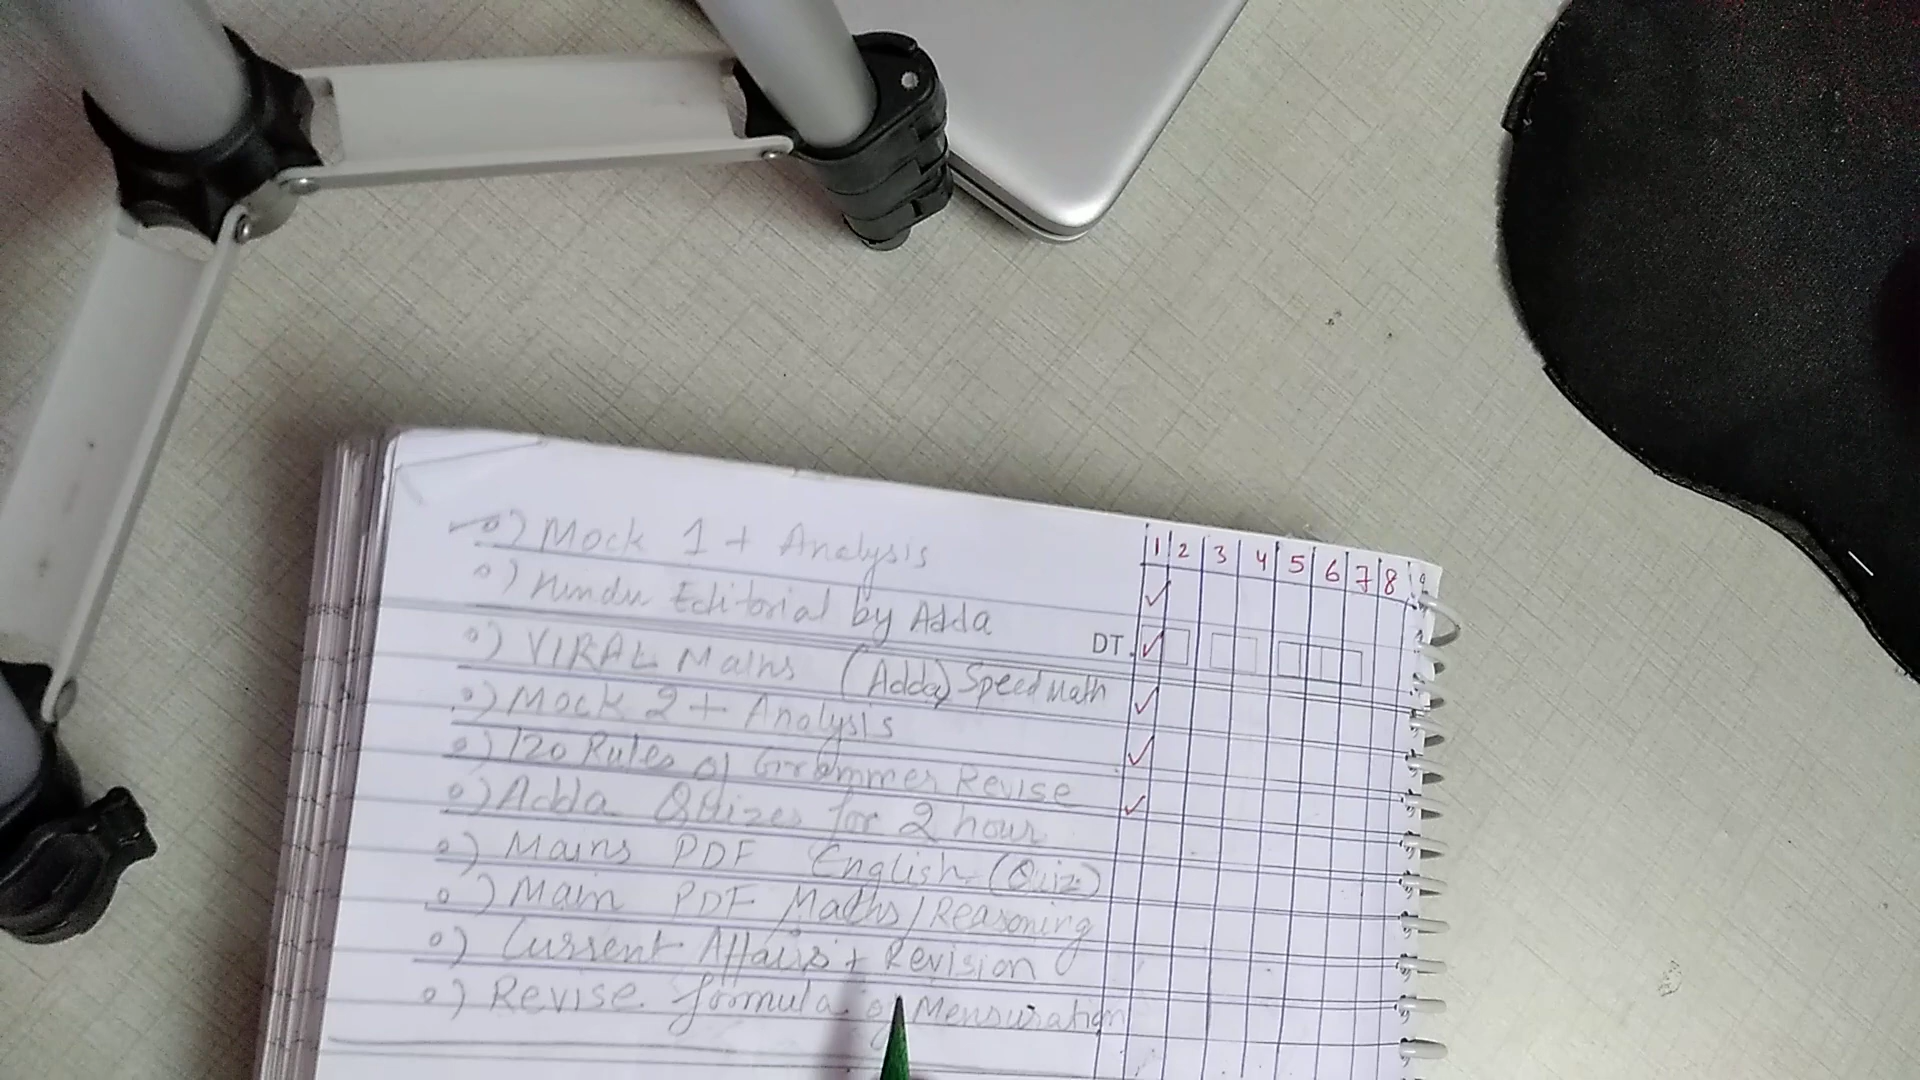 o) Mock 1 + Analysis
1 2 3 4 5 6 7 8 9
o) Hindu Editorial by Adda
DT.
o) VIRAL Maths (Adda) Speed Math
o) Mock 2 + Analysis
o) 120 Rules of Grammer Revise
o) Adda Quizes for 2 hour
o) Mains PDF English (Quiz)
o) Main PDF Maths/Reasoning
o) Current Affairs + Revision
o) Revise formula of Mensuration